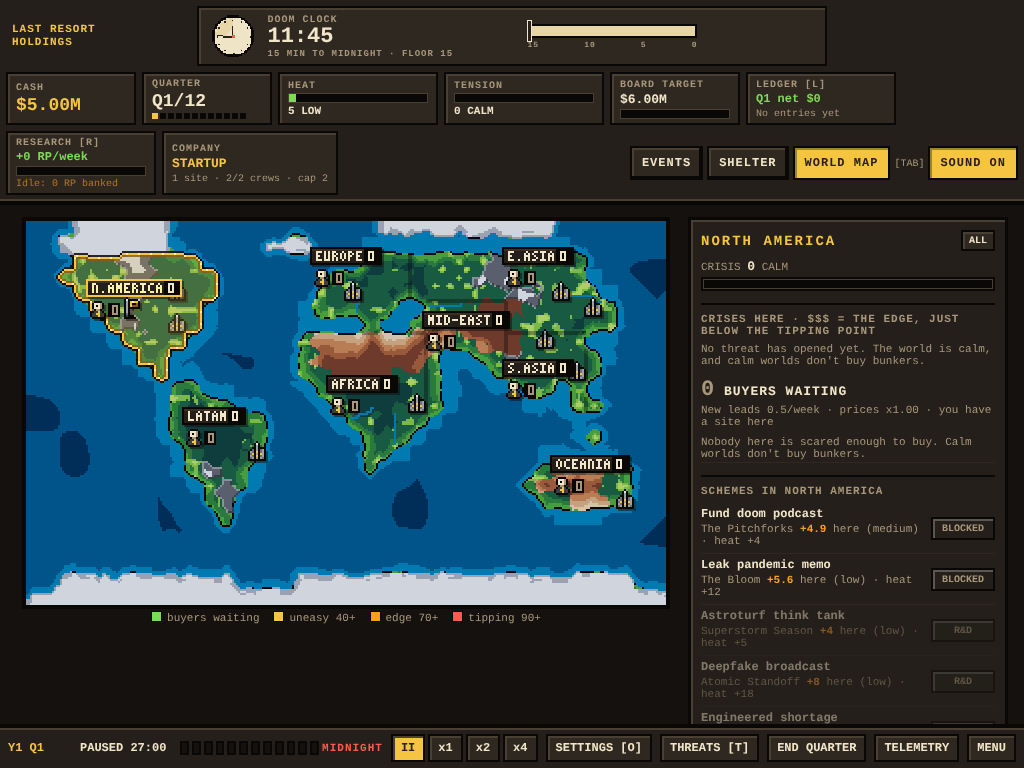 LAST RESORT
HOLDINGS
DOOM CLOCK
11:45
15 MIN TO MIDNIGHT · FLOOR 15
15 10 5 0
CASH
$5.00M
QUARTER
Q1/12
HEAT
5 LOW
TENSION
0 CALM
BOARD TARGET
$6.00M
LEDGER [L]
Q1 net $0
No entries yet
RESEARCH [R]
+0 RP/week
Idle: 0 RP banked
COMPANY
STARTUP
1 site · 2/2 crews · cap 2
EVENTS
SHELTER
WORLD MAP
[TAB]
SOUND ON
EUROPE 0
E.ASIA 0
N.AMERICA 0
MID-EAST 0
S.ASIA 0
AFRICA 0
LATAM 0
OCEANIA 0
buyers waiting
uneasy 40+
edge 70+
tipping 90+
NORTH AMERICA
ALL
CRISIS 0 CALM
CRISES HERE · $$$ = THE EDGE, JUST
BELOW THE TIPPING POINT
No threat has opened yet. The world is calm,
and calm worlds don't buy bunkers.
0 BUYERS WAITING
New leads 0.5/week · prices x1.00 · you have
a site here
Nobody here is scared enough to buy. Calm
worlds don't buy bunkers.
SCHEMES IN NORTH AMERICA
Fund doom podcast
The Pitchforks +4.9 here (medium)
· heat +4
BLOCKED
Leak pandemic memo
The Bloom +5.6 here (low) · heat
+12
BLOCKED
Astroturf think tank
Superstorm Season +4 here (low) ·
heat +5
R&D
Deepfake broadcast
Atomic Standoff +8 here (low) ·
heat +18
R&D
Engineered shortage
Y1 Q1
PAUSED 27:00
MIDNIGHT
II
x1
x2
x4
SETTINGS [O]
THREATS [T]
END QUARTER
TELEMETRY
MENU